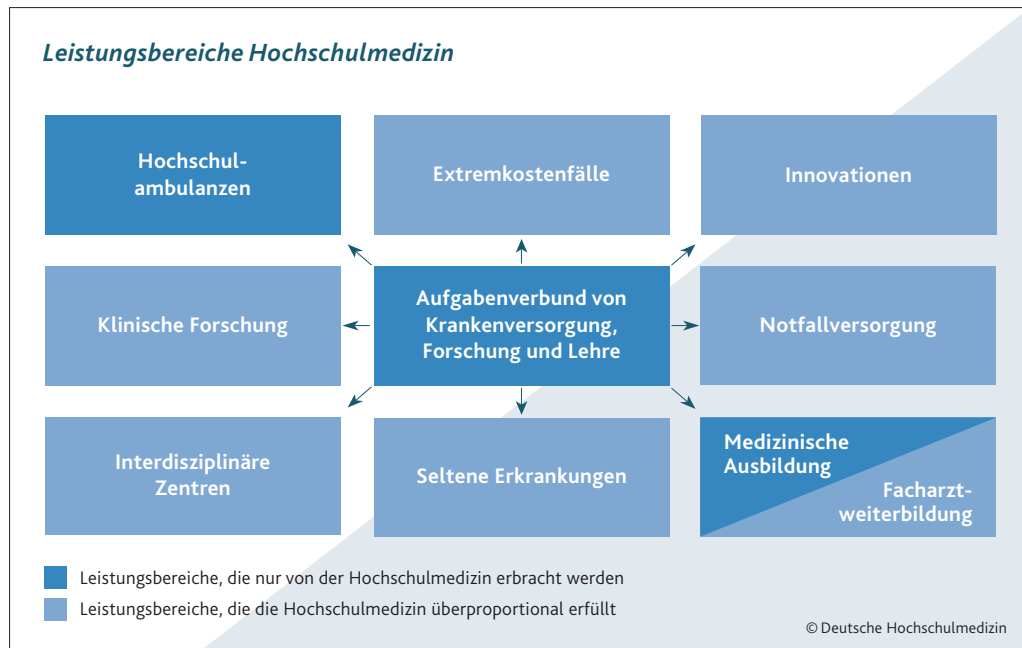 Leistungsbereiche Hochschulmedizin
Hochschul-
ambulanzen
Extremkostenfälle
Innovationen
Klinische Forschung
Aufgabenverbund von
Krankenversorgung,
Forschung und Lehre
Notfallversorgung
Interdisziplinäre
Zentren
Seltene Erkrankungen
Medizinische
Ausbildung
Facharzt-
weiterbildung
Leistungsbereiche, die nur von der Hochschulmedizin erbracht werden
Leistungsbereiche, die die Hochschulmedizin überproportional erfüllt
© Deutsche Hochschulmedizin